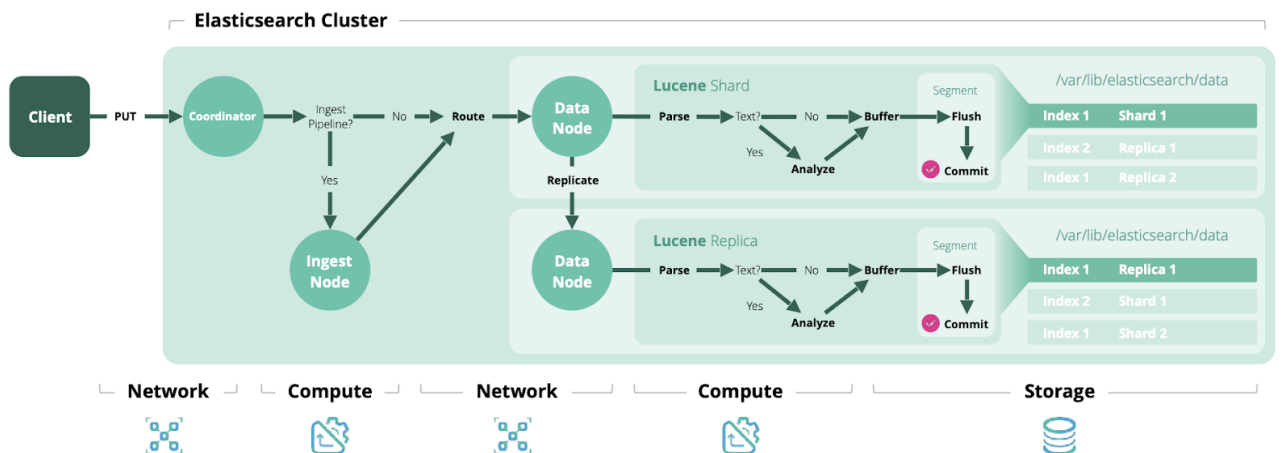 Elasticsearch Cluster
Client
PUT
Coordinator
Ingest
Pipeline?
No
Route
Yes
Ingest
Node
Data
Node
Replicate
Lucene Shard
Parse
Text?
No
Buffer
Yes
Analyze
Segment
Flush
Commit
/var/lib/elasticsearch/data
Index 1 Shard 1
Index 2 Replica 1
Index 1 Replica 2
Data
Node
Lucene Replica
Parse
Text?
No
Buffer
Yes
Analyze
Segment
Flush
Commit
/var/lib/elasticsearch/data
Index 1 Replica 1
Index 2 Shard 1
Index 1 Shard 2
Network
Compute
Network
Compute
Storage